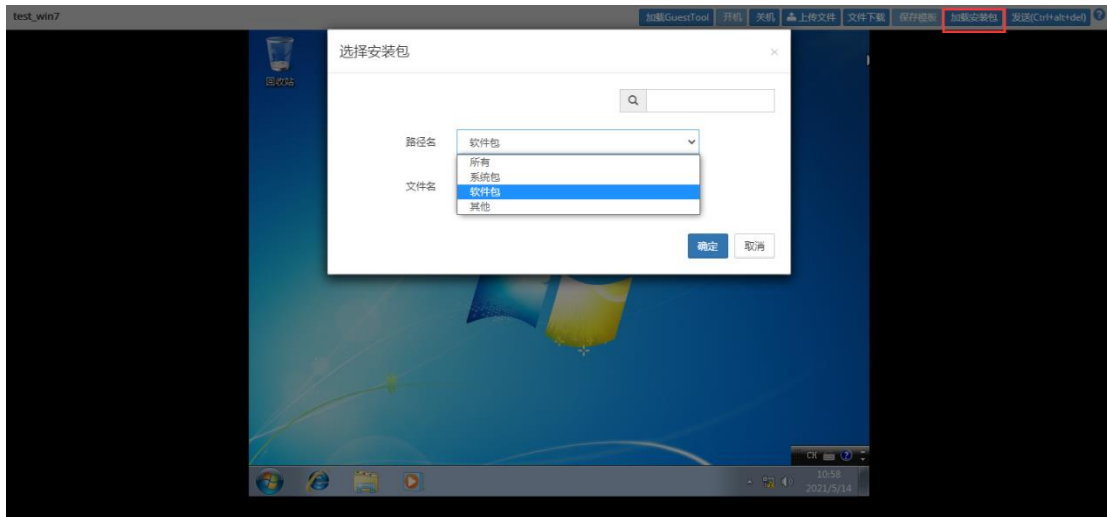 test_win7
加载GuestTool 开机 关机 上传文件 文件下载 保存模板 加载安装包 发送(Ctrl+alt+del) ?
回收站
选择安装包 ×
路径名 软件包
所有
系统包
文件名 软件包
其他
确定 取消
CH ?
10:58
2021/5/14